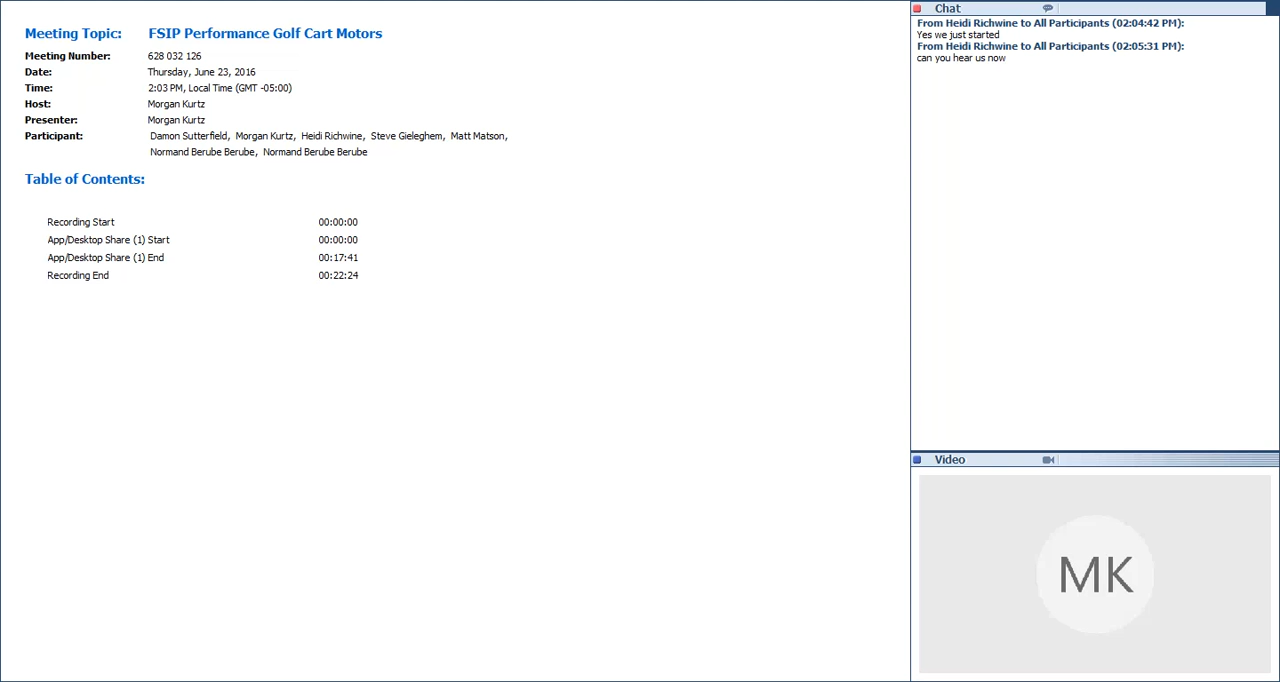 Meeting Topic: FSIP Performance Golf Cart Motors
Meeting Number: 628 032 126
Date: Thursday, June 23, 2016
Time: 2:03 PM, Local Time (GMT -05:00)
Host: Morgan Kurtz
Presenter: Morgan Kurtz
Participant: Damon Sutterfield, Morgan Kurtz, Heidi Richwine, Steve Gieleghem, Matt Matson,
Normand Berube Berube, Normand Berube Berube
Table of Contents:
Recording Start 00:00:00
App/Desktop Share (1) Start 00:00:00
App/Desktop Share (1) End 00:17:41
Recording End 00:22:24
Chat
From Heidi Richwine to All Participants (02:04:42 PM):
Yes we just started
From Heidi Richwine to All Participants (02:05:31 PM):
can you hear us now
Video
MK